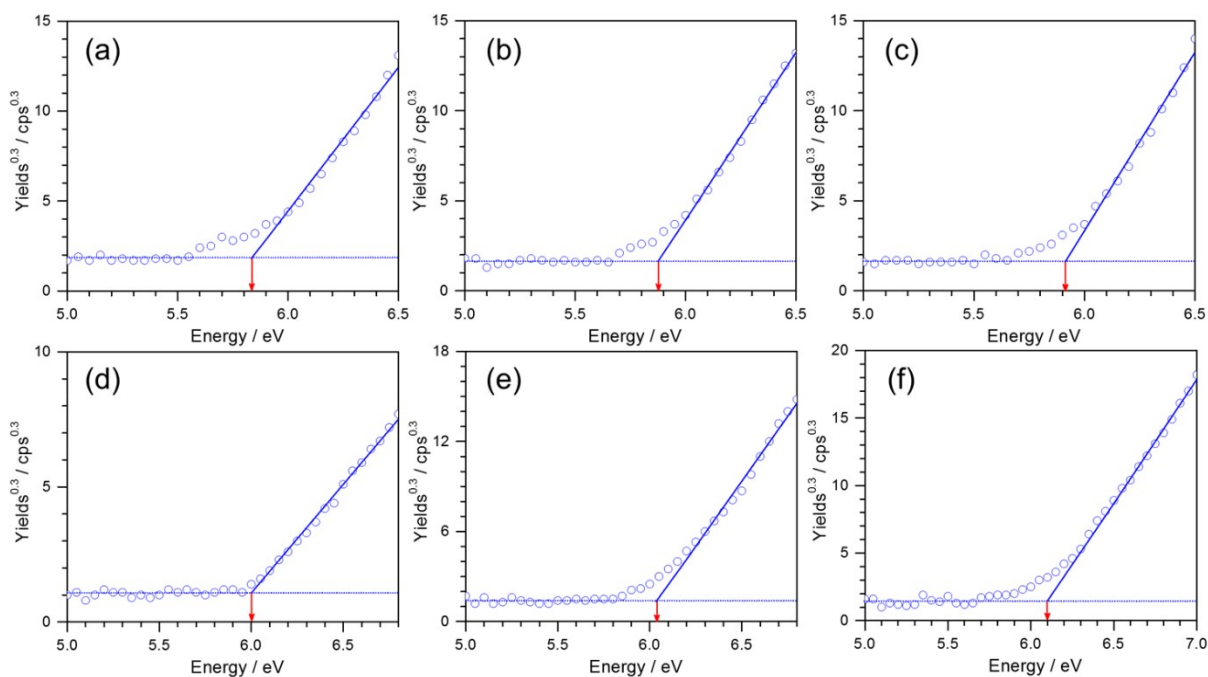 (a)
15
10
5
0
Yields0.3 / cps0.3
5.0 5.5 6.0 6.5
Energy / eV
(b)
15
10
5
0
Yields0.3 / cps0.3
5.0 5.5 6.0 6.5
Energy / eV
(c)
15
10
5
0
Yields0.3 / cps0.3
5.0 5.5 6.0 6.5
Energy / eV
(d)
10
5
0
Yields0.3 / cps0.3
5.0 5.5 6.0 6.5
Energy / eV
(e)
18
12
6
0
Yields0.3 / cps0.3
5.0 5.5 6.0 6.5
Energy / eV
(f)
20
15
10
5
0
Yields0.3 / cps0.3
5.0 5.5 6.0 6.5 7.0
Energy / eV